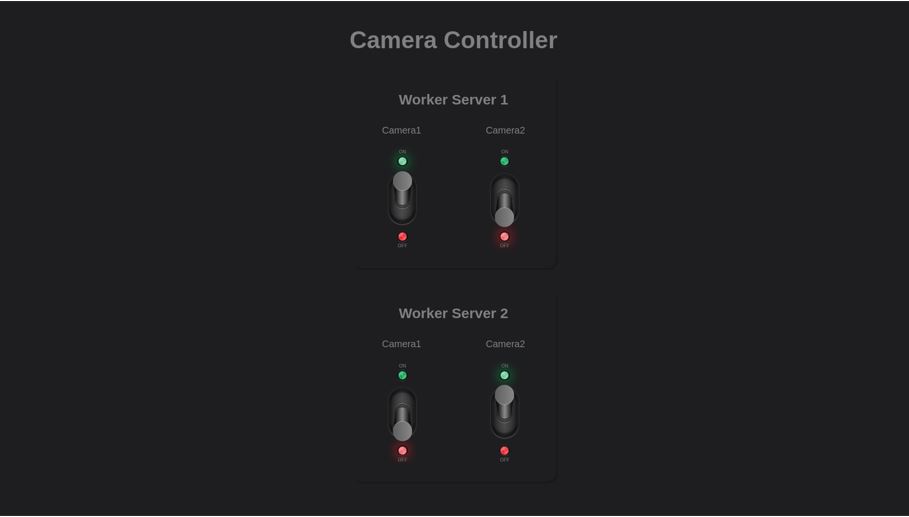 Camera Controller
Worker Server 1
Camera1 Camera2
ON ON
OFF OFF
Worker Server 2
Camera1 Camera2
ON ON
OFF OFF